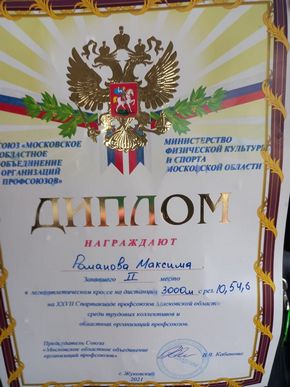 СОЮЗ «МОСКОВСКОЕ
ОБЛАСТНОЕ
ОБЪЕДИНЕНИЕ
ОРГАНИЗАЦИЙ
ПРОФСОЮЗОВ»
МИНИСТЕРСТВО
ФИЗИЧЕСКОЙ КУЛЬТУРЫ
И СПОРТА
МОСКОВСКОЙ ОБЛАСТИ
ДИПЛОМ
НАГРАЖДАЮТ
Романова Максима
Занявшего II место
в легкоатлетическом кроссе на дистанции 3000м с рез. 10,54,6
на XXVII Спартакиаде профсоюзов Московской области
среди трудовых коллективов и
областных организаций профсоюзов.
Председатель Союза
«Московское областное объединение
организаций профсоюзов»
В.В. Кабанова
г. Жуковский
2021